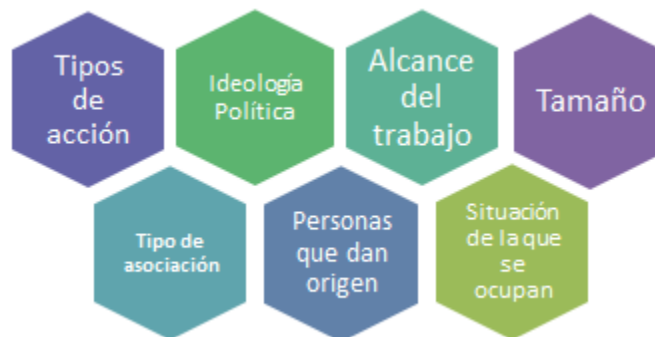 Tipos
de
acción
Ideología
Política
Alcance
del
trabajo
Tamaño
Tipo de
asociación
Personas
que dan
origen
Situación
de la que
se
ocupan